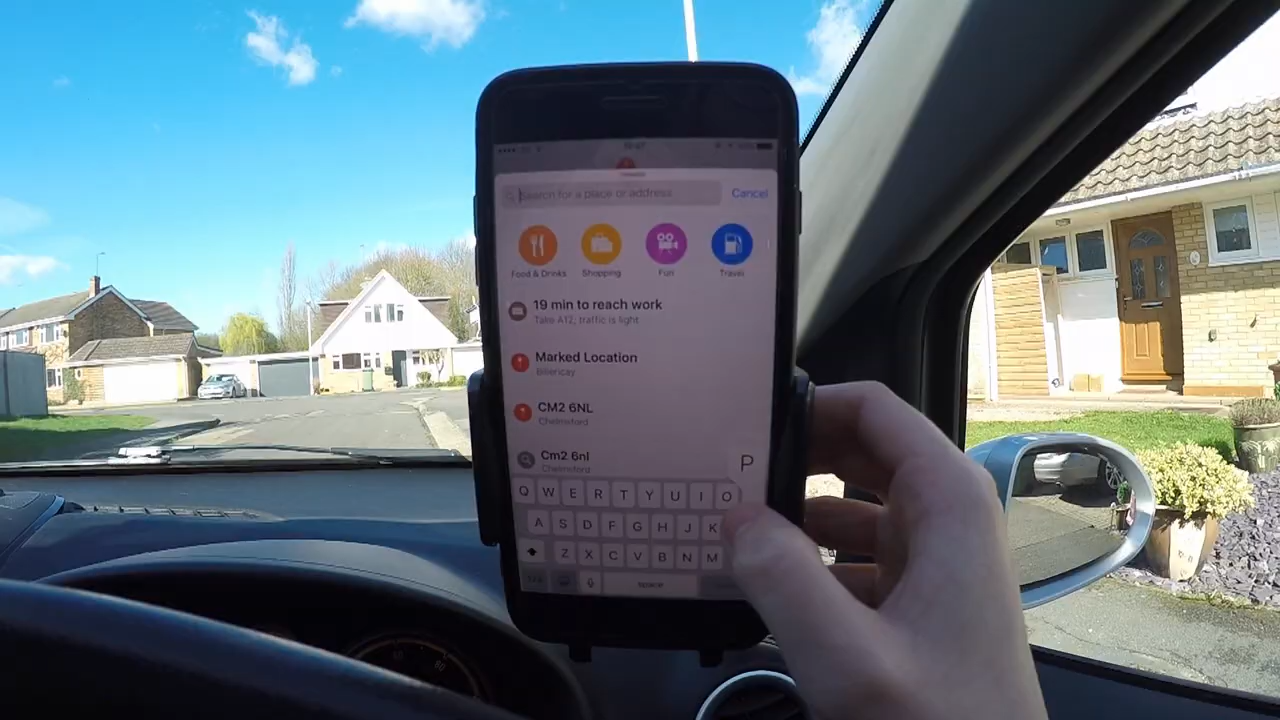 Search for a place or address Cancel
Food & Drinks Shopping Fun Travel
19 min to reach work
Take A12, traffic is light.
Marked Location
Billericay
CM2 6NL
Chelmsford
Cm2 6nl
Chelmsford
P
Q W E R T Y U I O
A S D F G H J K
Z X C V B N M
123 space